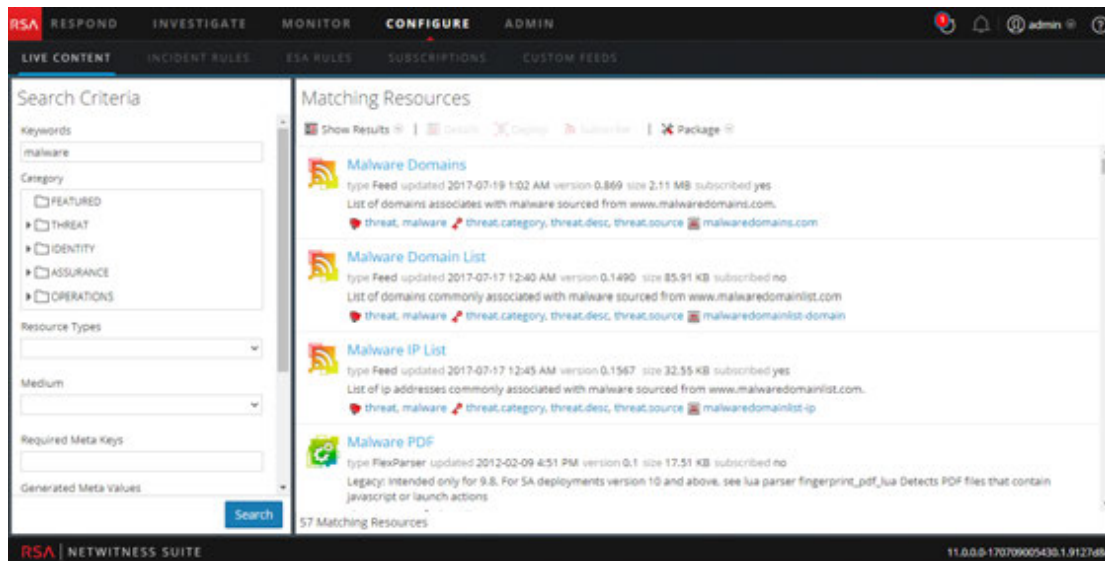 RSA RESPOND INVESTIGATE MONITOR CONFIGURE ADMIN 1 admin
LIVE CONTENT INCIDENT RULES ESA RULES SUBSCRIPTIONS CUSTOM FEEDS
Search Criteria
Keywords
malware
Category
FEATURED
THREAT
IDENTITY
ASSURANCE
OPERATIONS
Resource Types
Medium
Required Meta Keys
Generated Meta Values
Search
Matching Resources
Show Results | Details Deploy Subscribe | Package
Malware Domains
type Feed updated 2017-07-19 1:02 AM version 0.869 size 2.11 MB subscribed yes
List of domains associates with malware sourced from www.malwaredomains.com.
threat, malware threat.category, threat.desc, threat.source malwaredomains.com
Malware Domain List
type Feed updated 2017-07-17 12:40 AM version 0.1490 size 85.91 KB subscribed no
List of domains commonly associated with malware sourced from www.malwaredomainlist.com
threat, malware threat.category, threat.desc, threat.source malwaredomainlist-domain
Malware IP List
type Feed updated 2017-07-17 12:45 AM version 0.1567 size 32.55 KB subscribed yes
List of ip addresses commonly associated with malware sourced from www.malwaredomainlist.com.
threat, malware threat.category, threat.desc, threat.source malwaredomainlist-ip
Malware PDF
type FlexParser updated 2012-02-09 4:51 PM version 0.1 size 17.51 KB subscribed no
Legacy: Intended only for 9.8. For SA deployments version 10 and above, see lua parser fingerprint_pdf_lua Detects PDF files that contain
javascript or launch actions
57 Matching Resources
RSA | NETWITNESS SUITE